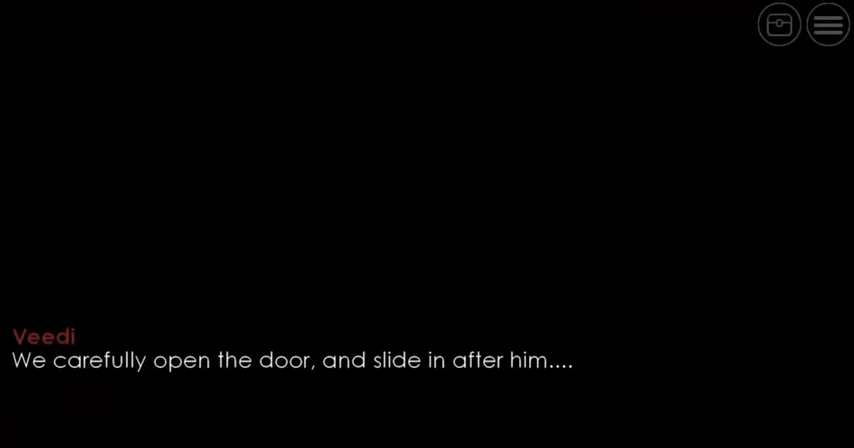 Veedi
We carefully open the door, and slide in after him....